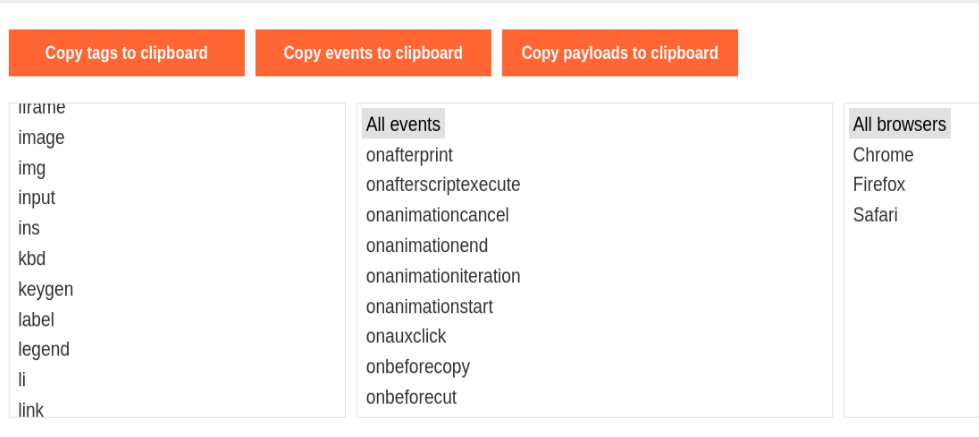 Copy tags to clipboard
Copy events to clipboard
Copy payloads to clipboard
iframe
image
img
input
ins
kbd
keygen
label
legend
li
link
All events
onafterprint
onafterscriptexecute
onanimationcancel
onanimationend
onanimationiteration
onanimationstart
onauxclick
onbeforecopy
onbeforecut
All browsers
Chrome
Firefox
Safari